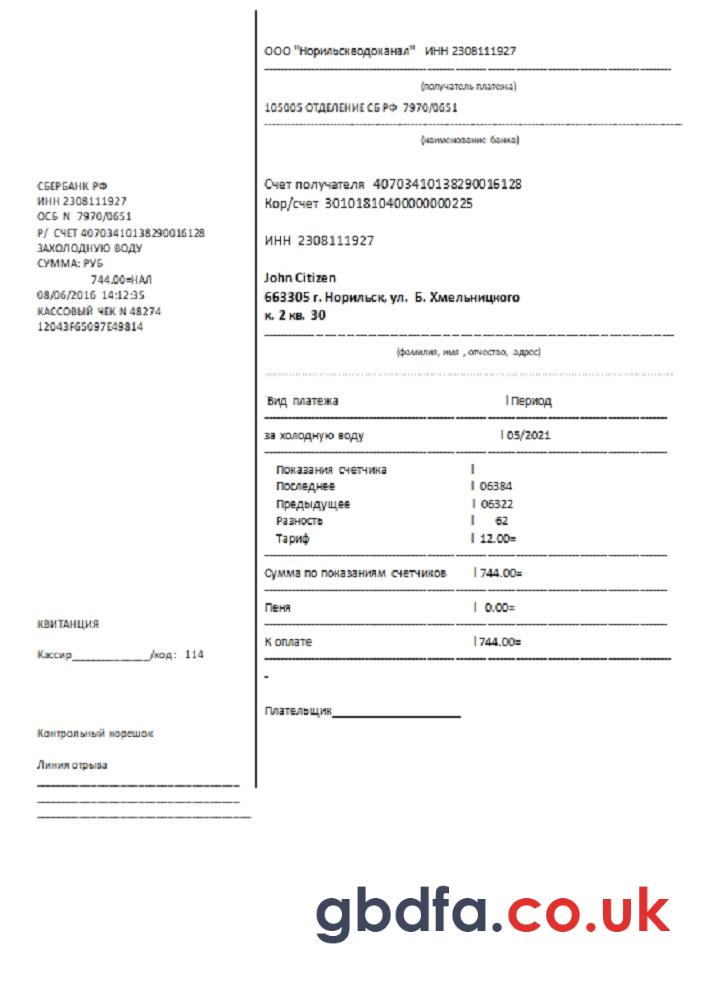 СБЕРБАНК РФ
ИНН 2308111927
ОСБ N 7970/0651
Р/ СЧЕТ 40703410138290016128
ЗАХОЛОДНУЮ ВОДУ
СУММА: РУБ
744.00=НАЛ
08/06/2016 14:12:35
КАССОВЫЙ ЧЕК N 48274
12043F65097E49814
КВИТАНЦИЯ
Кассир______________/код: 114
Контрольный корешок
Линия отрыва
ООО "Норильскводоканал" ИНН 2308111927
(получатель платежа)
105005 ОТДЕЛЕНИЕ СБ РФ 7970/0651
(наименование банка)
Счет получателя 40703410138290016128
Кор/счет 30101810400000000225
ИНН 2308111927
John Citizen
663305 г. Норильск, ул. Б. Хмельницкого
к. 2 кв. 30
(фамилия, имя , отчество, адрес)
Вид платежа | Период
за холодную воду | 05/2021
Показания счетчика |
Последнее | 06384
Предыдущее | 06322
Разность | 62
Тариф | 12.00=
Сумма по показаниям счетчиков | 744.00=
Пеня | 0.00=
К оплате | 744.00=
-
Плательщик____________________
gbdfa.co.uk